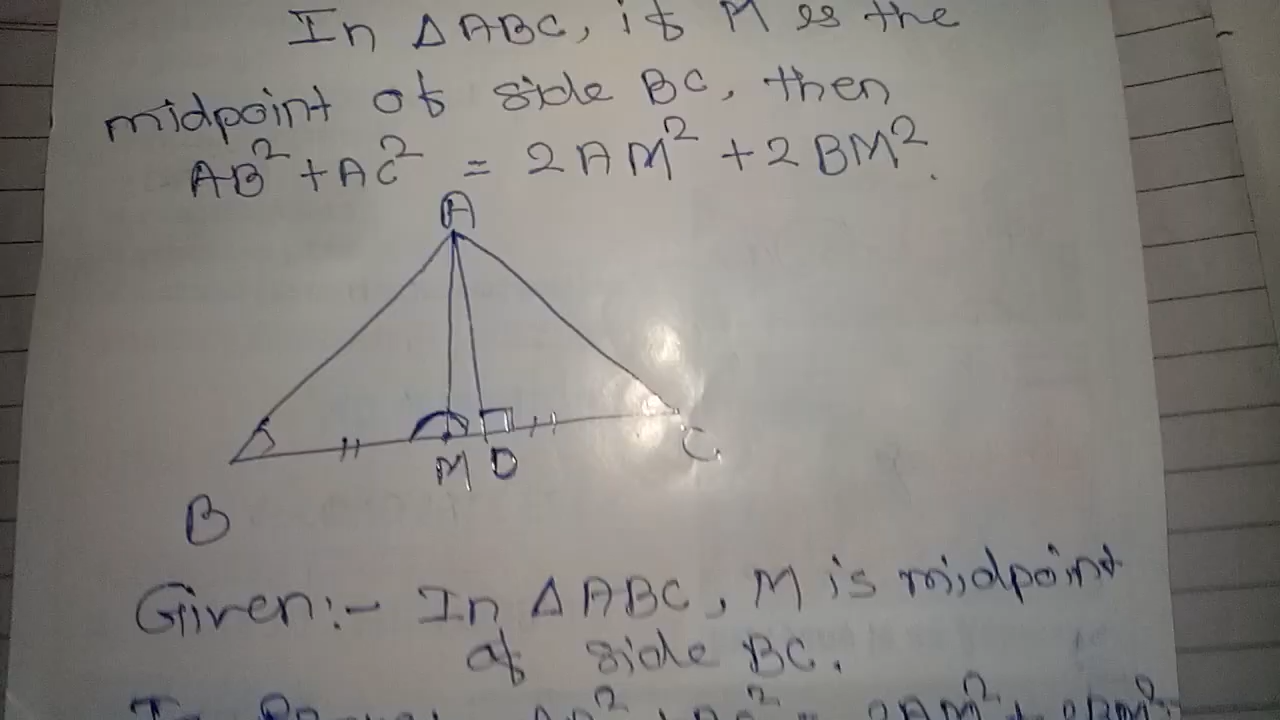 In ΔABC, if M is the
midpoint of side BC, then
AB² + AC² = 2AM² + 2BM².
A
M D
C
B
Given:- In ΔABC, M is midpoint
of side BC.